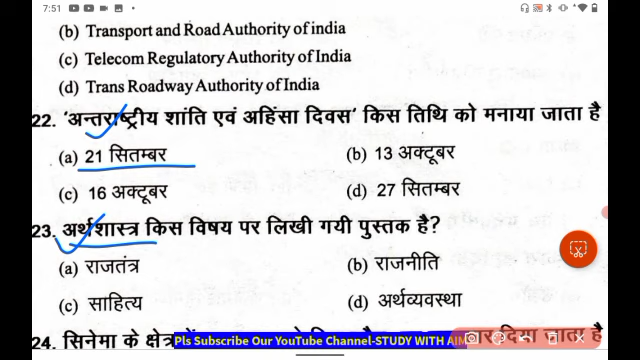 7:51
(b) Transport and Road Authority of india
(c) Telecom Regulatory Authority of India
(d) Trans Roadway Authority of India
22. 'अन्तराष्ट्रीय शांति एवं अहिंसा दिवस' किस तिथि को मनाया जाता है
(a) 21 सितम्बर (b) 13 अक्टूबर
(c) 16 अक्टूबर (d) 27 सितम्बर
23. अर्थशास्त्र किस विषय पर लिखी गयी पुस्तक है?
(a) राजतंत्र (b) राजनीति
(c) साहित्य (d) अर्थव्यवस्था
24. सिनेमा के क्षेत्र दिया जाता है
Pls Subscribe Our YouTube Channel-STUDY WITH AIM